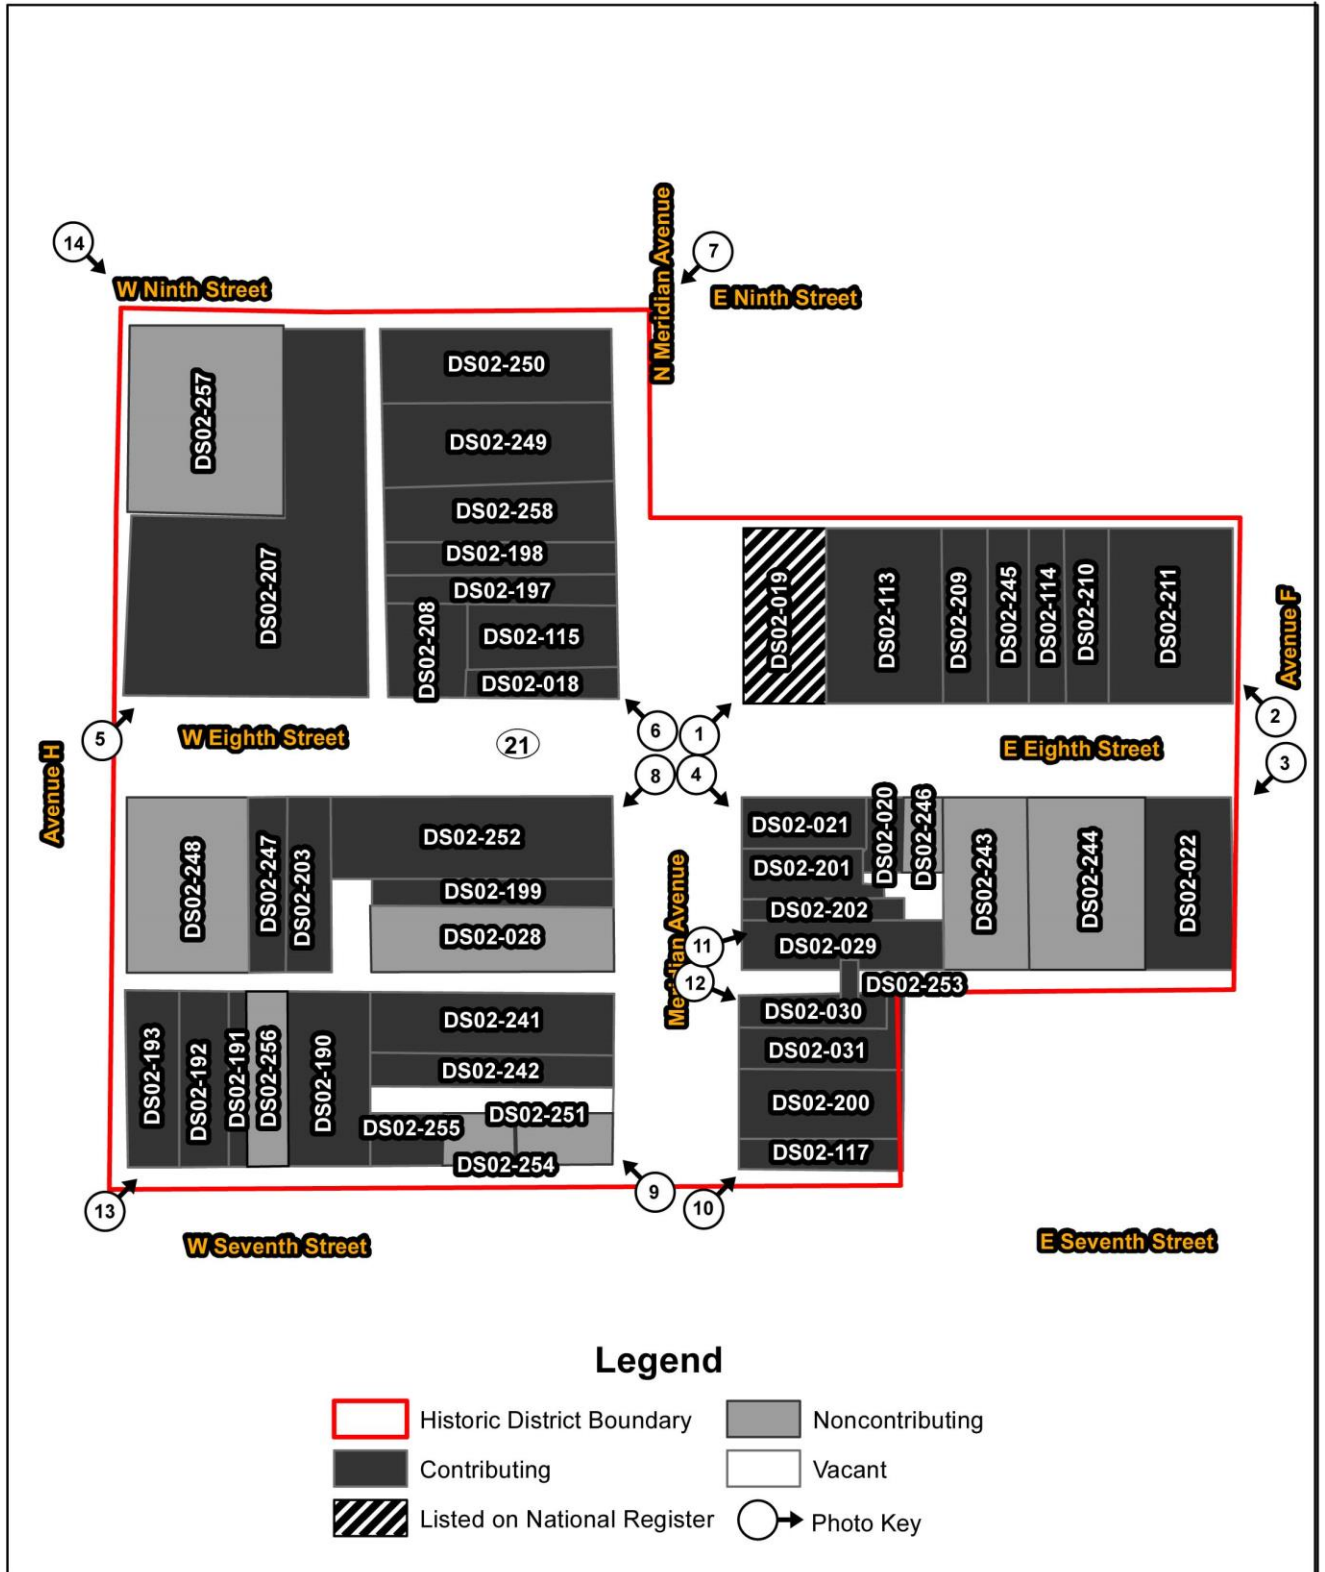 14
W Ninth Street
N Meridian Avenue
7
E Ninth Street
DS02-257
DS02-207
DS02-250
DS02-249
DS02-258
DS02-198
DS02-197
DS02-208
DS02-115
DS02-018
DS02-019
DS02-113
DS02-209
DS02-245
DS02-114
DS02-210
DS02-211
Avenue F
5
W Eighth Street
21
6
1
E Eighth Street
2
Avenue H
8
4
3
DS02-248
DS02-247
DS02-203
DS02-252
DS02-199
DS02-028
Meridian Avenue
11
12
DS02-021
DS02-020
DS02-246
DS02-201
DS02-202
DS02-029
DS02-243
DS02-244
DS02-022
DS02-253
DS02-030
DS02-031
DS02-200
DS02-117
DS02-193
DS02-192
DS02-191
DS02-256
DS02-190
DS02-241
DS02-242
DS02-251
DS02-255
DS02-254
13
9
10
W Seventh Street
E Seventh Street
Legend
Historic District Boundary
Noncontributing
Contributing
Vacant
Listed on National Register
Photo Key